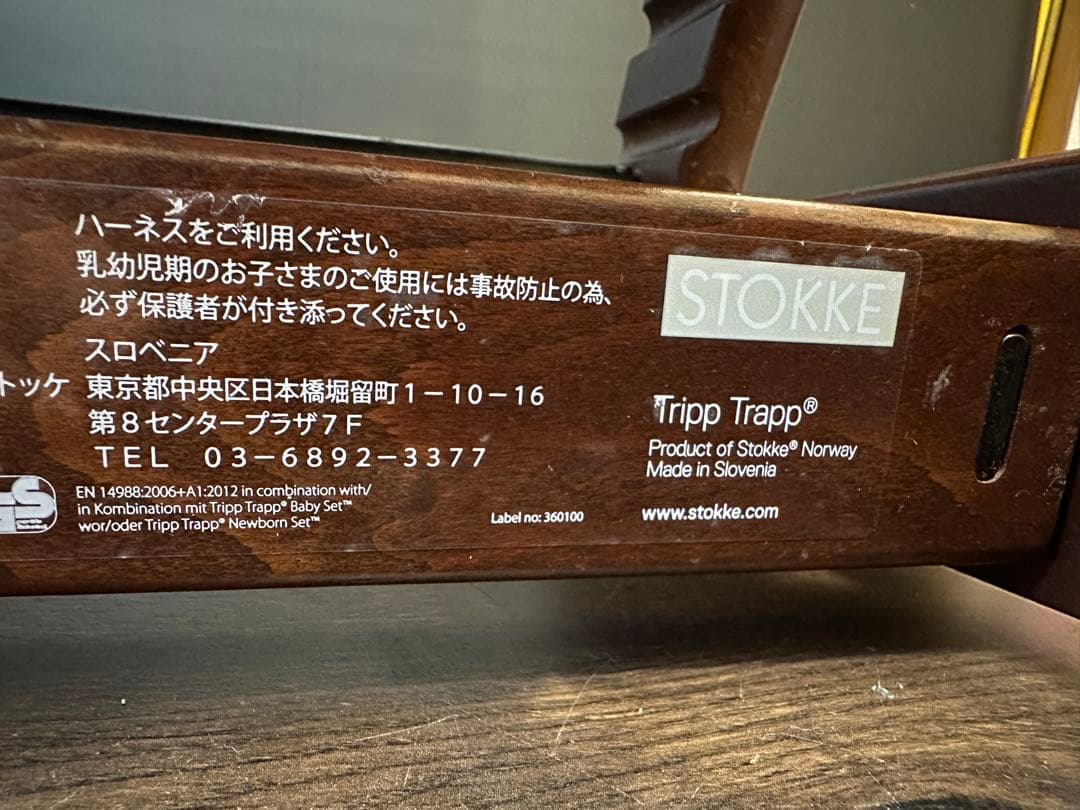 ハーネスをご利用ください。
乳幼児期のお子さまのご使用には事故防止の為、
必ず保護者が付き添ってください。
スロベニア
トッケ 東京都中央区日本橋堀留町1－10－16
第8センタープラザ7F
TEL 03－6892－3377
GS
EN 14988:2006+A1:2012 in combination with/
in Kombination mit Tripp Trapp® Baby Set™
wor/oder Tripp Trapp® Newborn Set™
Label no: 360100
STOKKE®
Tripp Trapp®
Product of Stokke® Norway
Made in Slovenia
www.stokke.com